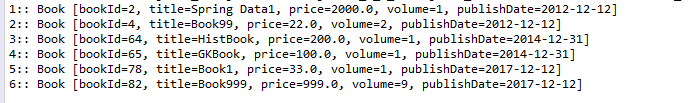 1:: Book [bookId=2, title=Spring Data1, price=2000.0, volume=1, publishDate=2012-12-12]
2:: Book [bookId=4, title=Book99, price=22.0, volume=2, publishDate=2012-12-12]
3:: Book [bookId=64, title=HistBook, price=200.0, volume=1, publishDate=2014-12-31]
4:: Book [bookId=65, title=GKBook, price=100.0, volume=1, publishDate=2014-12-31]
5:: Book [bookId=78, title=Book1, price=33.0, volume=1, publishDate=2017-12-12]
6:: Book [bookId=82, title=Book999, price=999.0, volume=9, publishDate=2017-12-12]